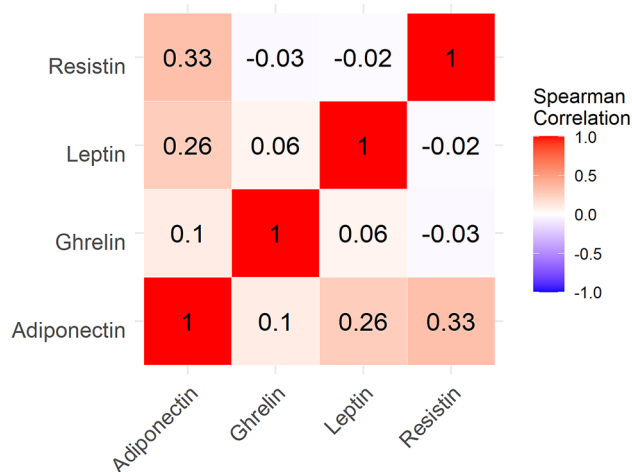 Resistin 0.33 -0.03 -0.02 1
Leptin 0.26 0.06 1 -0.02
Ghrelin 0.1 1 0.06 -0.03
Adiponectin 1 0.1 0.26 0.33
Adiponectin Ghrelin Leptin Resistin
Spearman
Correlation
1.0
0.5
0.0
-0.5
-1.0